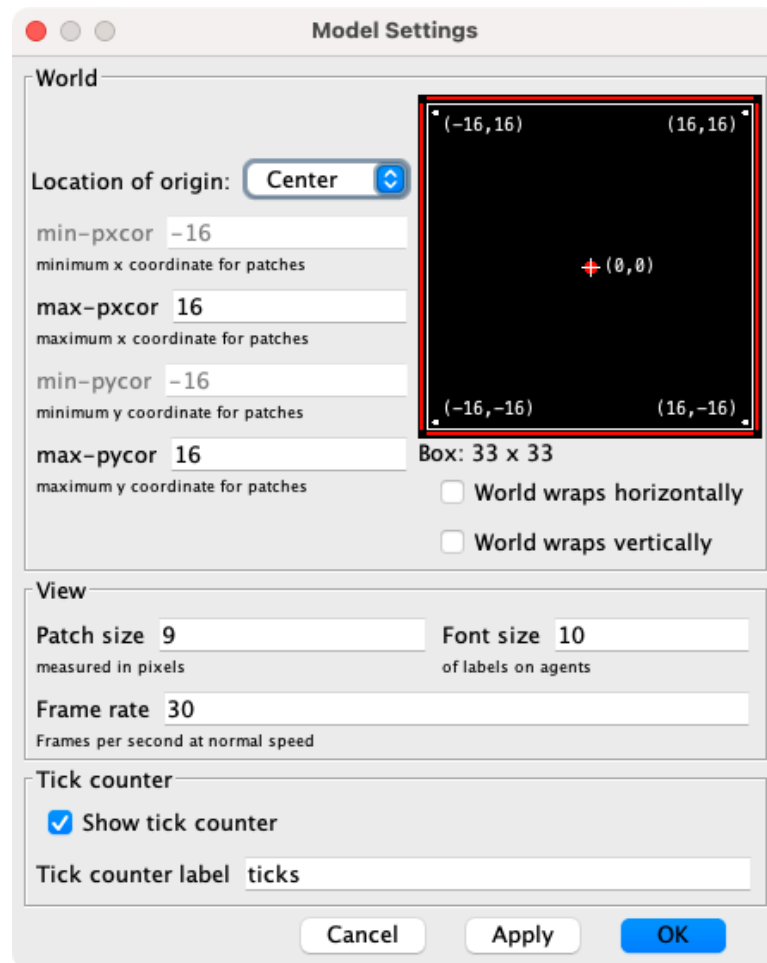 Model Settings
World
(-16,16) (16,16)
Location of origin: Center
min-pxcor -16
minimum x coordinate for patches
(0,0)
max-pxcor 16
maximum x coordinate for patches
min-pycor -16
minimum y coordinate for patches
(-16,-16) (16,-16)
max-pycor 16
maximum y coordinate for patches
Box: 33 x 33
World wraps horizontally
World wraps vertically
View
Patch size 9
measured in pixels
Font size 10
of labels on agents
Frame rate 30
Frames per second at normal speed
Tick counter
Show tick counter
Tick counter label ticks
Cancel Apply OK